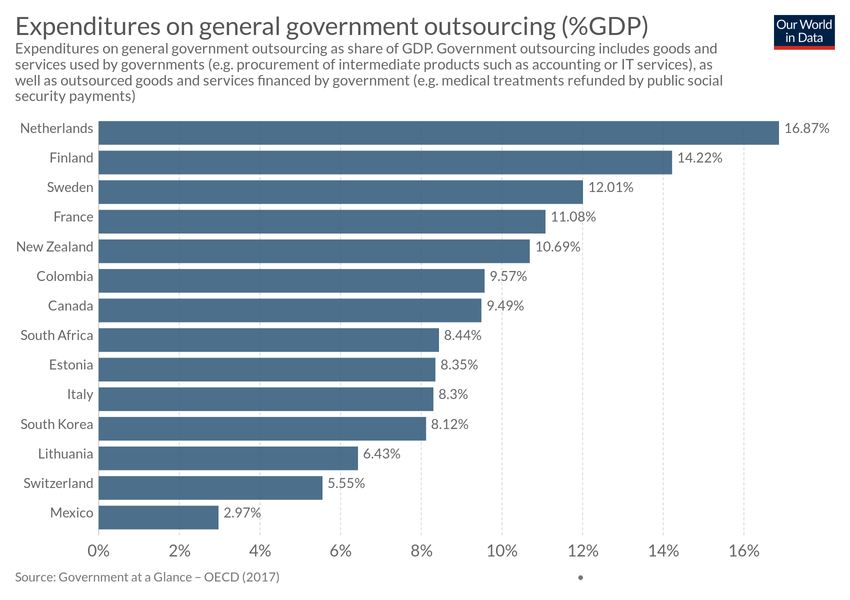 Expenditures on general government outsourcing (%GDP)
Our World
in Data
Expenditures on general government outsourcing as share of GDP. Government outsourcing includes goods and
services used by governments (e.g. procurement of intermediate products such as accounting or IT services), as
well as outsourced goods and services financed by government (e.g. medical treatments refunded by public social
security payments)
Netherlands 16.87%
Finland 14.22%
Sweden 12.01%
France 11.08%
New Zealand 10.69%
Colombia 9.57%
Canada 9.49%
South Africa 8.44%
Estonia 8.35%
Italy 8.3%
South Korea 8.12%
Lithuania 6.43%
Switzerland 5.55%
Mexico 2.97%
0% 2% 4% 6% 8% 10% 12% 14% 16%
Source: Government at a Glance – OECD (2017) •